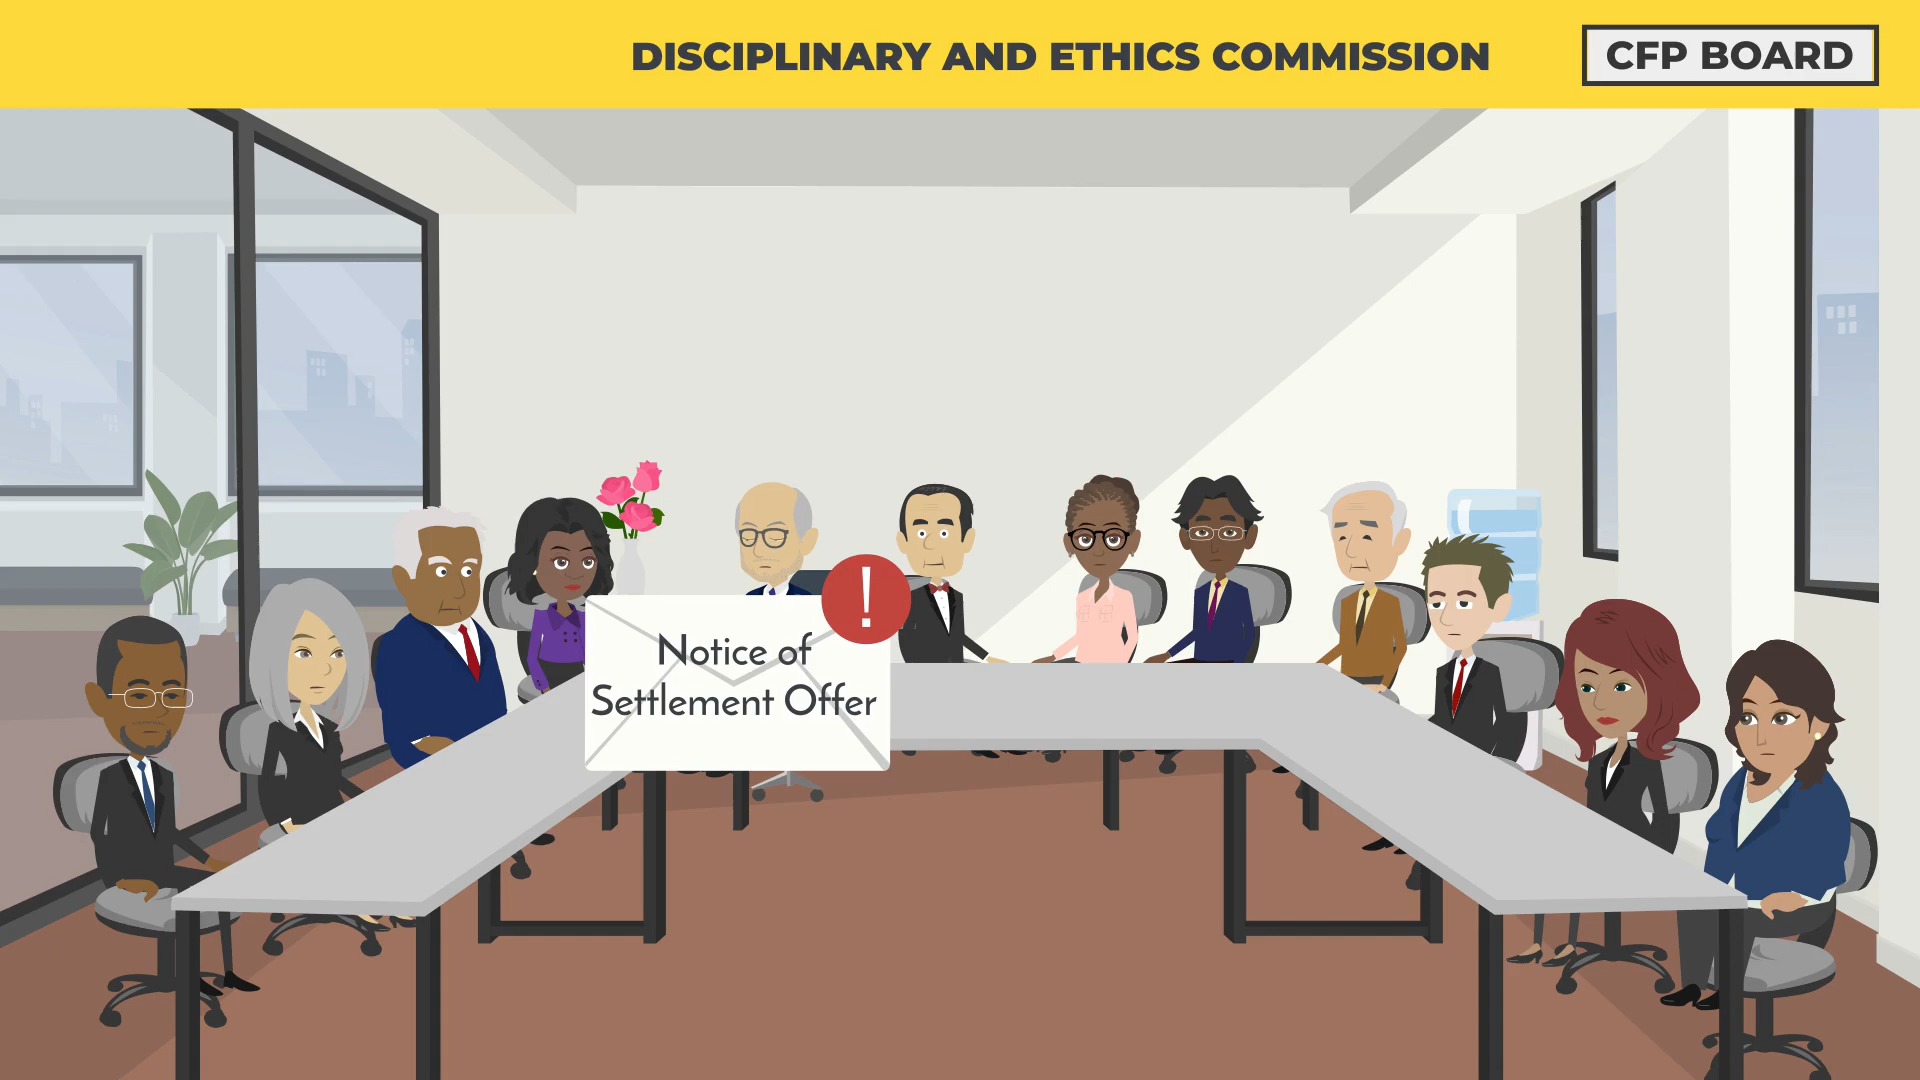 DISCIPLINARY AND ETHICS COMMISSION
CFP BOARD
!
Notice of
Settlement Offer